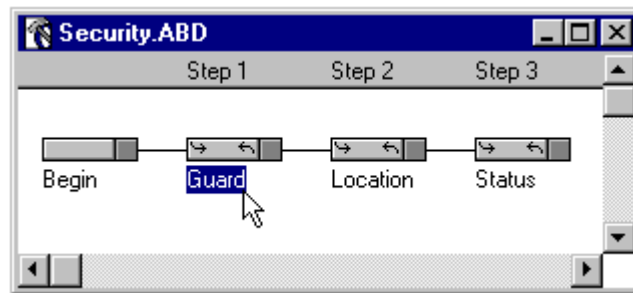 Security.ABD
Step 1 Step 2 Step 3
Begin Guard Location Status